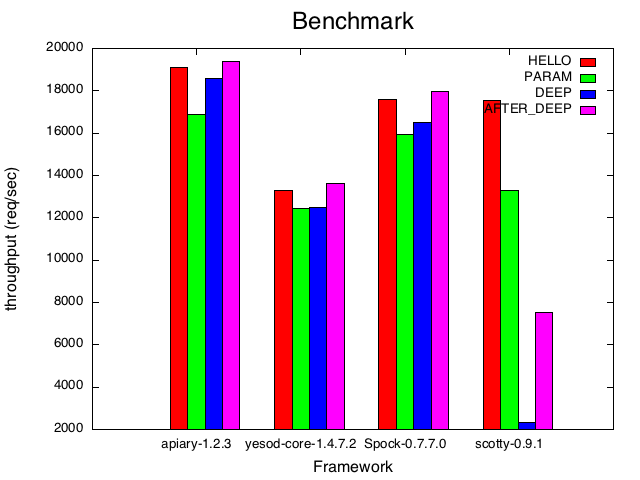 Benchmark
20000
18000
16000
14000
12000
10000
8000
6000
4000
2000
throughput (req/sec)
HELLO
PARAM
DEEP
AFTER_DEEP
apiary-1.2.3 yesod-core-1.4.7.2 Spock-0.7.7.0 scotty-0.9.1
Framework